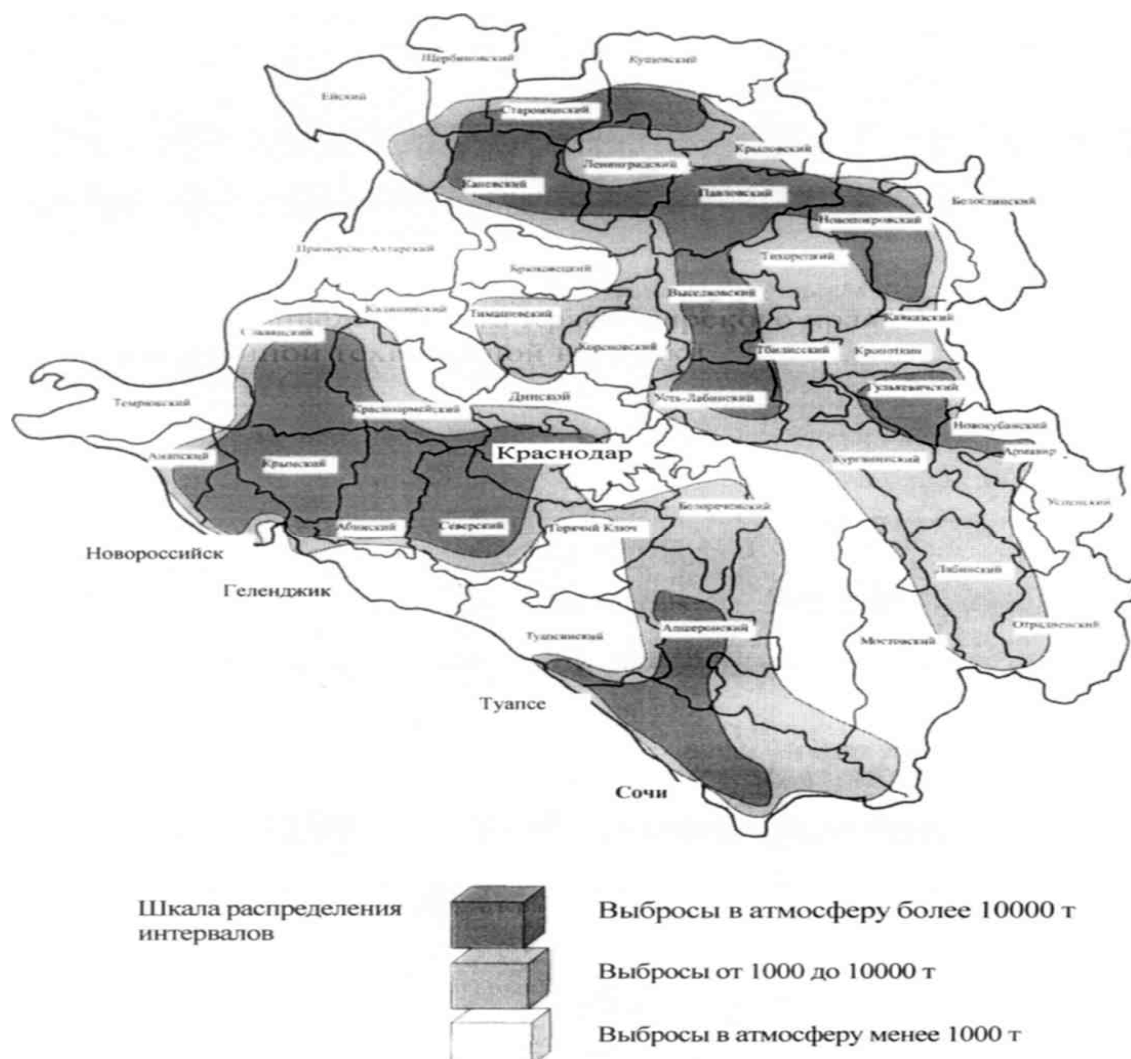 Щербиновский
Кущевский
Ейский
Староминский
Крыловский
Ленинградский
Каневский
Павловский
Белоглинский
Новопокровский
Приморско-Ахтарский
Тихорецкий
Брюховецкий
Выселковский
Калининский
Тимашевский
Кавказский
Славянский
Кореновский
Тбилисский
Кропоткин
Гулькевичский
Темрюкский
Динской
Усть-Лабинский
Красноармейский
Новокубанский
Краснодар
Анапский
Крымский
Курганинский
Армавир
Успенский
Абинский
Северский
Горячий Ключ
Белореченский
Новороссийск
Лабинский
Геленджик
Отрадненский
Туапсинский
Апшеронский
Мостовский
Туапсе
Сочи
Шкала распределения
интервалов
Выбросы в атмосферу более 10000 т
Выбросы от 1000 до 10000 т
Выбросы в атмосферу менее 1000 т